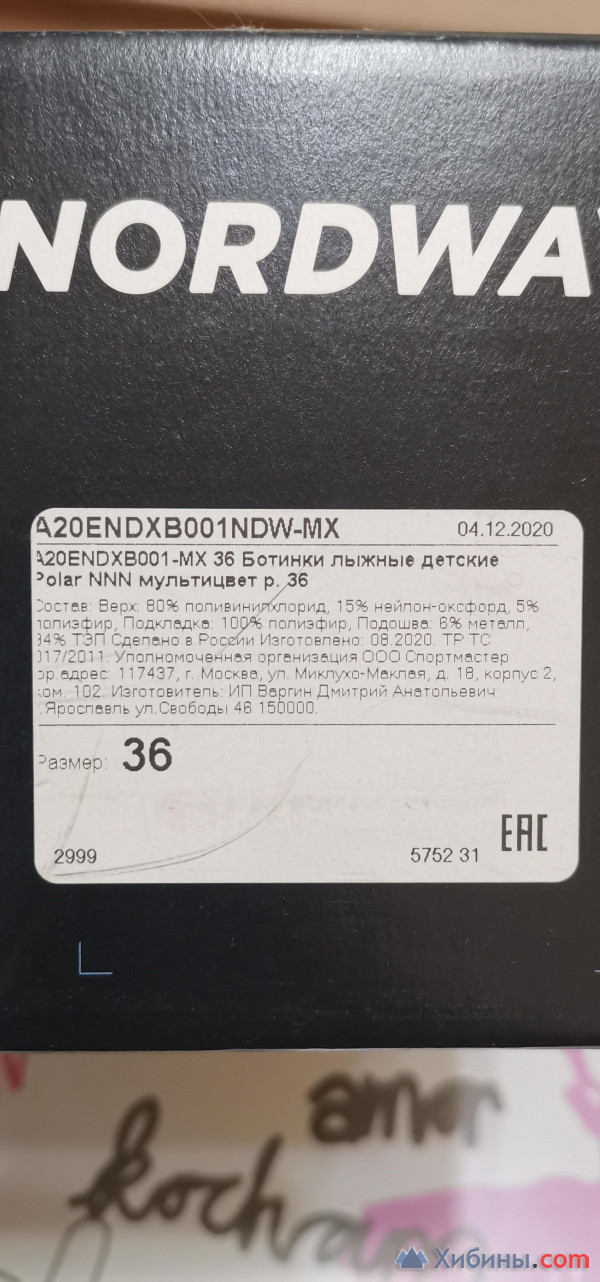 NORDWAY
A20ENDXB001NDW-MX 04.12.2020
A20ENDXB001-MX 36 Ботинки лыжные детские
Polar NNN мультицвет р. 36
Состав: Верх: 80% поливинилхлорид, 15% нейлон-оксфорд, 5%
полиэфир, Подкладка: 100% полиэфир, Подошва: 6% металл,
94% ТЭП Сделано в России Изготовлено: 08.2020. ТР ТС
017/2011. Уполномоченная организация ООО Спортмастер
юр.адрес: 117437, г. Москва, ул. Миклухо-Маклая, д. 18, корпус 2,
ком. 102. Изготовитель: ИП Варгин Дмитрий Анатольевич
г.Ярославль ул.Свободы 46 150000.
Размер: 36
EAC
2999 5752 31
amor
kocham
Хибины.com